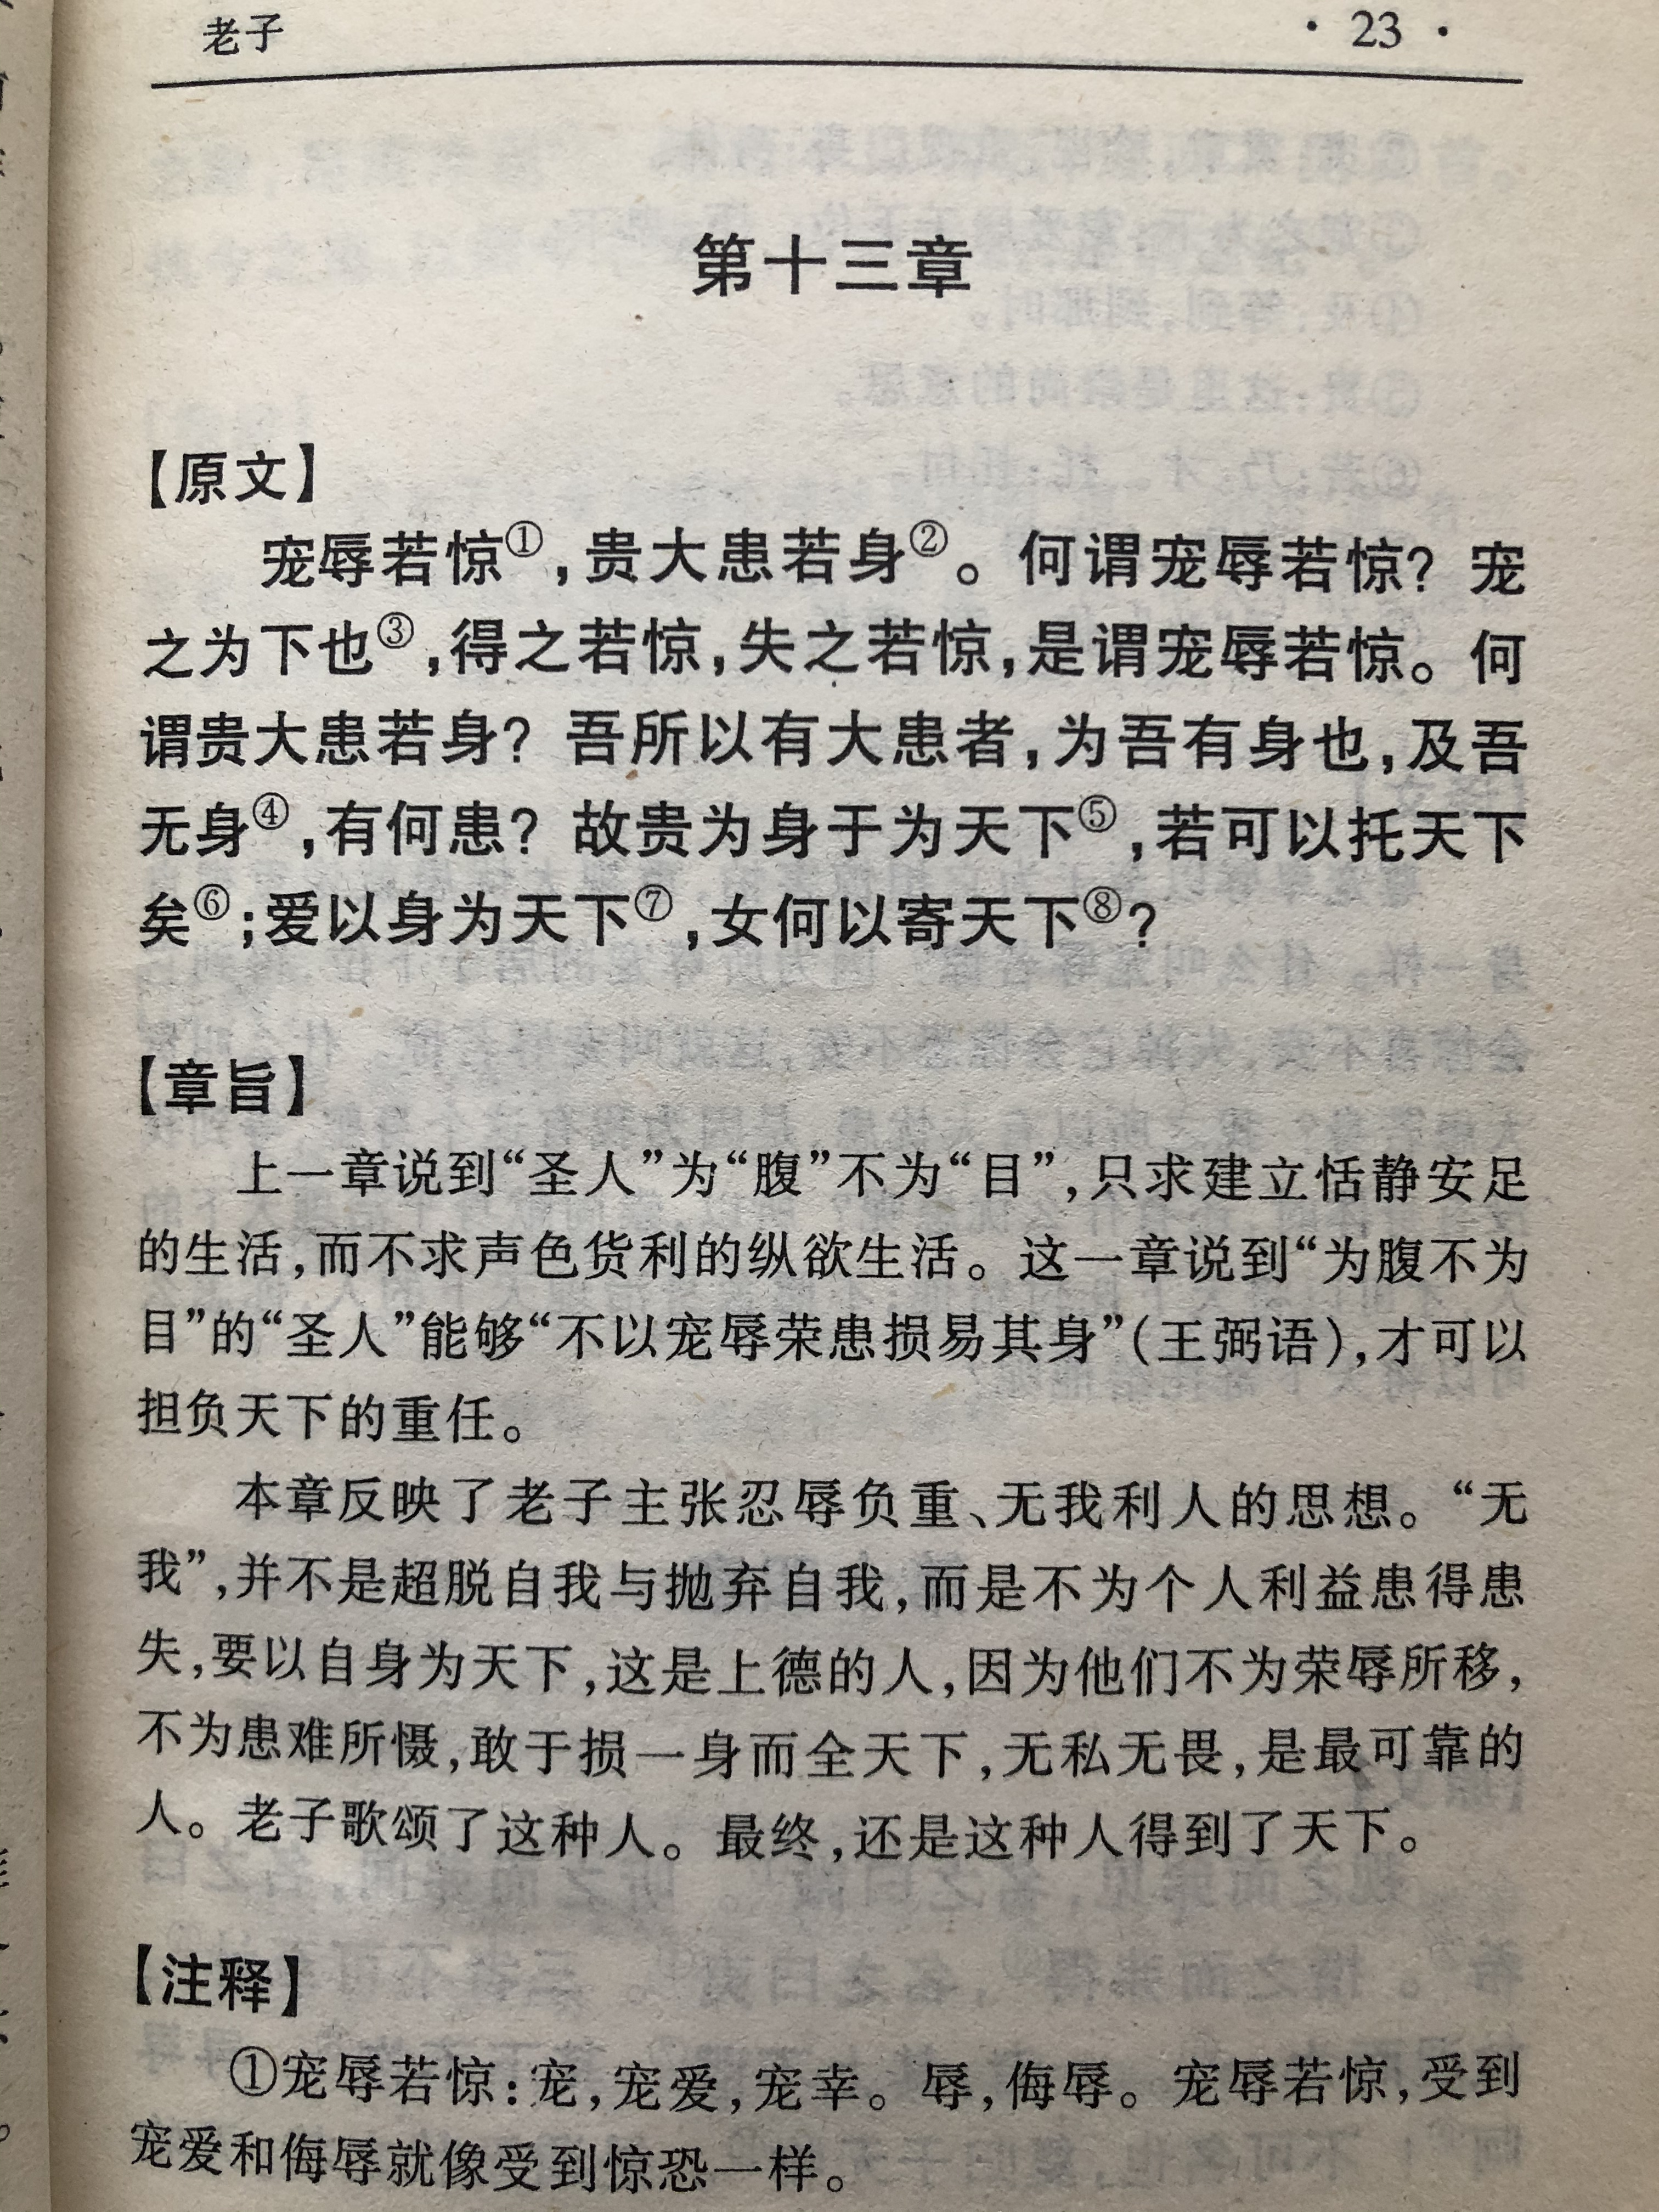 老子
· 23 ·
第十三章
【原文】
宠辱若惊①,贵大患若身②。何谓宠辱若惊? 宠
之为下也③,得之若惊,失之若惊,是谓宠辱若惊。何
谓贵大患若身? 吾所以有大患者,为吾有身也,及吾
无身④,有何患? 故贵为身于为天下⑤,若可以托天下
矣⑥;爱以身为天下⑦,女何以寄天下⑧?
【章旨】
上一章说到“圣人”为“腹”不为“目”,只求建立恬静安足
的生活,而不求声色货利的纵欲生活。这一章说到“为腹不为
目”的“圣人”能够“不以宠辱荣患损易其身”(王弼语),才可以
担负天下的重任。
本章反映了老子主张忍辱负重、无我利人的思想。“无
我”,并不是超脱自我与抛弃自我,而是不为个人利益患得患
失,要以自身为天下,这是上德的人,因为他们不为荣辱所移,
不为患难所慑,敢于损一身而全天下,无私无畏,是最可靠的
人。老子歌颂了这种人。最终,还是这种人得到了天下。
【注释】
①宠辱若惊:宠,宠爱,宠幸。辱,侮辱。宠辱若惊,受到
宠爱和侮辱就像受到惊恐一样。